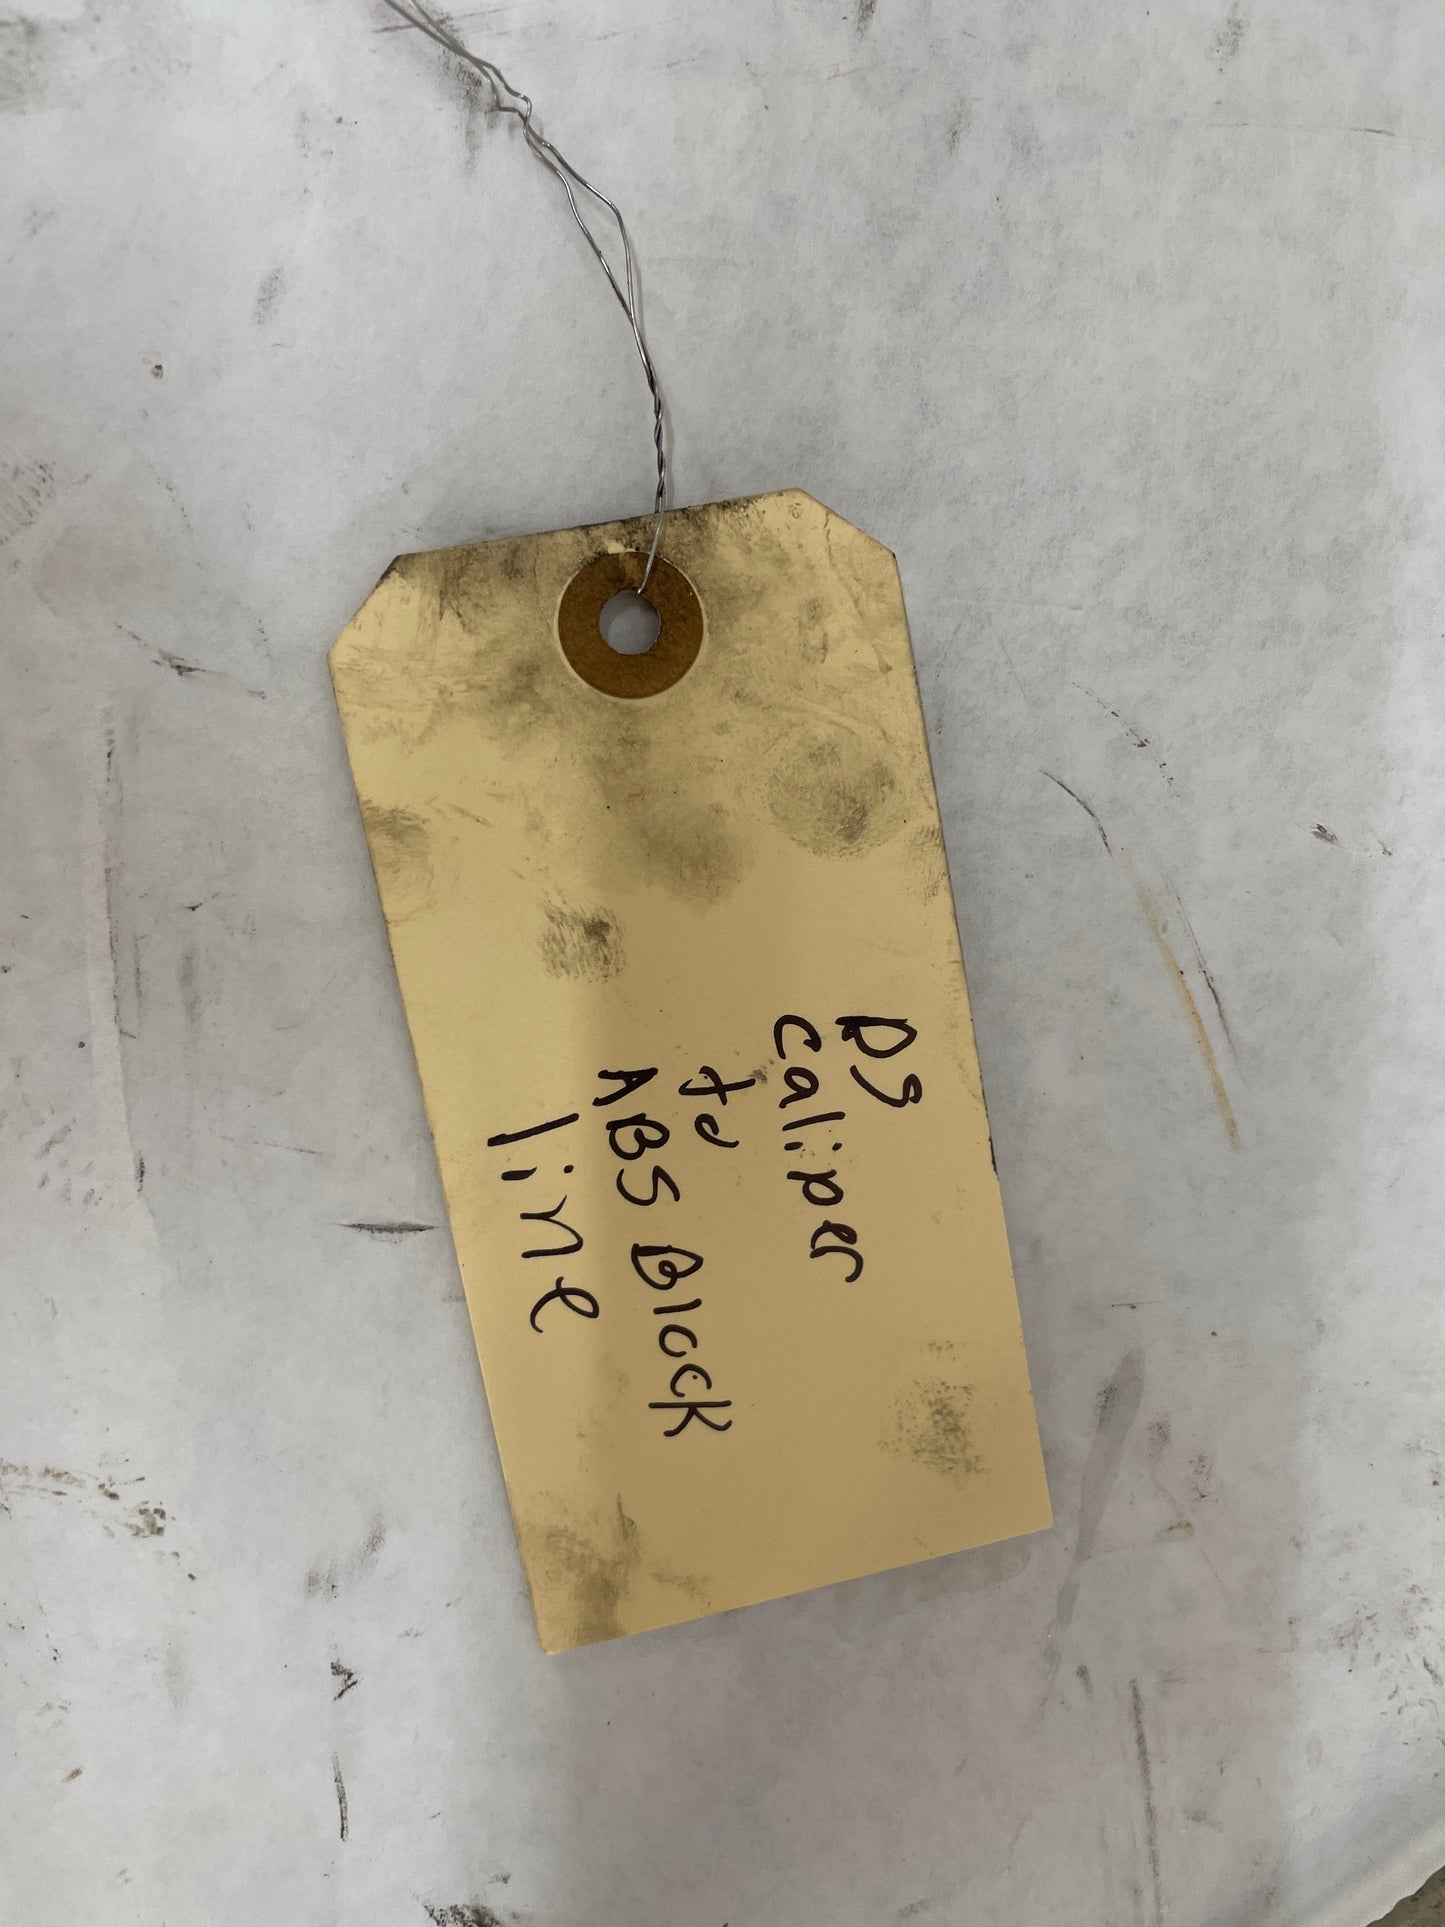 DS
caliper
to
ABS Block
line